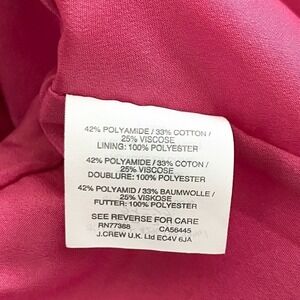 42% POLYAMIDE / 33% COTTON /
25% VISCOSE
LINING: 100% POLYESTER
42% POLYAMIDE / 33% COTON /
25% VISCOSE
DOUBLURE: 100% POLYESTER
42% POLYAMID / 33% BAUMWOLLE /
25% VISKOSE
FUTTER: 100% POLYESTER
SEE REVERSE FOR CARE
RN77388 CA56445
J.CREW U.K. Ltd EC4V 6JA